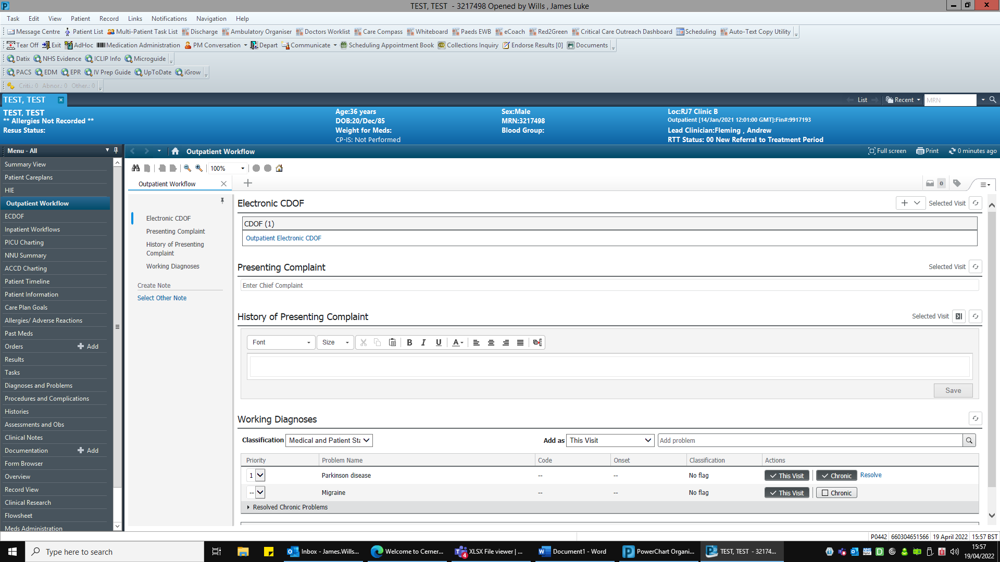 TEST, TEST - 3217498 Opened by Wills , James Luke
Task Edit View Patient Record Links Notifications Navigation Help
Message Centre Patient List Multi-Patient Task List Discharge Ambulatory Organiser Doctors Worklist Care Compass Whiteboard Paeds EWB eCoach Red2Green Critical Care Outreach Dashboard Scheduling Auto-Text Copy Utility
Tear Off Exit AdHoc Medication Administration PM Conversation Depart Communicate Scheduling Appointment Book Collections Inquiry Endorse Results [0] Documents
Datix NHS Evidence ICLIP Info Microguide
PACS EDM EPR IV Prep Guide UpToDate iGrow
Criti.: 0 Abnor.: 0 Other.: 0
TEST, TEST List Recent MRN
TEST, TEST Age:36 years Sex:Male Loc:RJ7 Clinic B
** Allergies Not Recorded ** DOB:20/Dec/85 MRN:3217498 Outpatient [14/Jan/2021 12:01:00 GMT]:Fin#:9917193
Resus Status: Weight for Meds: Blood Group: Lead Clinician:Fleming , Andrew
CP-IS: Not Performed RTT Status: 00 New Referral to Treatment Period
Menu - All
Summary View
Patient Careplans
HIE
Outpatient Workflow
ECDOF
Inpatient Workflows
PICU Charting
NNU Summary
ACCD Charting
Patient Timeline
Patient Information
Care Plan Goals
Allergies/ Adverse Reactions
Past Meds
Orders Add
Results
Tasks
Diagnoses and Problems
Procedures and Complications
Histories
Assessments and Obs
Clinical Notes
Documentation Add
Form Browser
Overview
Record View
Clinical Research
Flowsheet
Meds Administration
Outpatient Workflow Full screen Print 0 minutes ago
100%
Outpatient Workflow 0
Electronic CDOF
Presenting Complaint
History of Presenting
Complaint
Working Diagnoses
Create Note
Select Other Note
Electronic CDOF Selected Visit
CDOF (1)
Outpatient Electronic CDOF
Presenting Complaint Selected Visit
Enter Chief Complaint
History of Presenting Complaint Selected Visit
Font Size B I U A
Save
Working Diagnoses
Classification Medical and Patient Sta Add as This Visit Add problem
Priority Problem Name Code Onset Classification Actions
1 Parkinson disease -- -- No flag This Visit Chronic Resolve
-- Migraine -- -- No flag This Visit Chronic
Resolved Chronic Problems
P0442 660304651566 19 April 2022 15:57 BST
Type here to search
Inbox - James.Wills...
Welcome to Cerner...
4 XLSX File viewer | ...
Document1 - Word
PowerChart Organi...
TEST, TEST - 32174...
15:57
19/04/2022